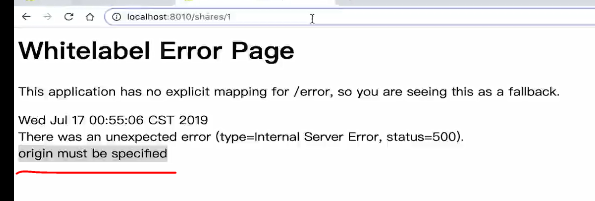 localhost:8010/shares/1
Whitelabel Error Page
This application has no explicit mapping for /error, so you are seeing this as a fallback.
Wed Jul 17 00:55:06 CST 2019
There was an unexpected error (type=Internal Server Error, status=500).
origin must be specified